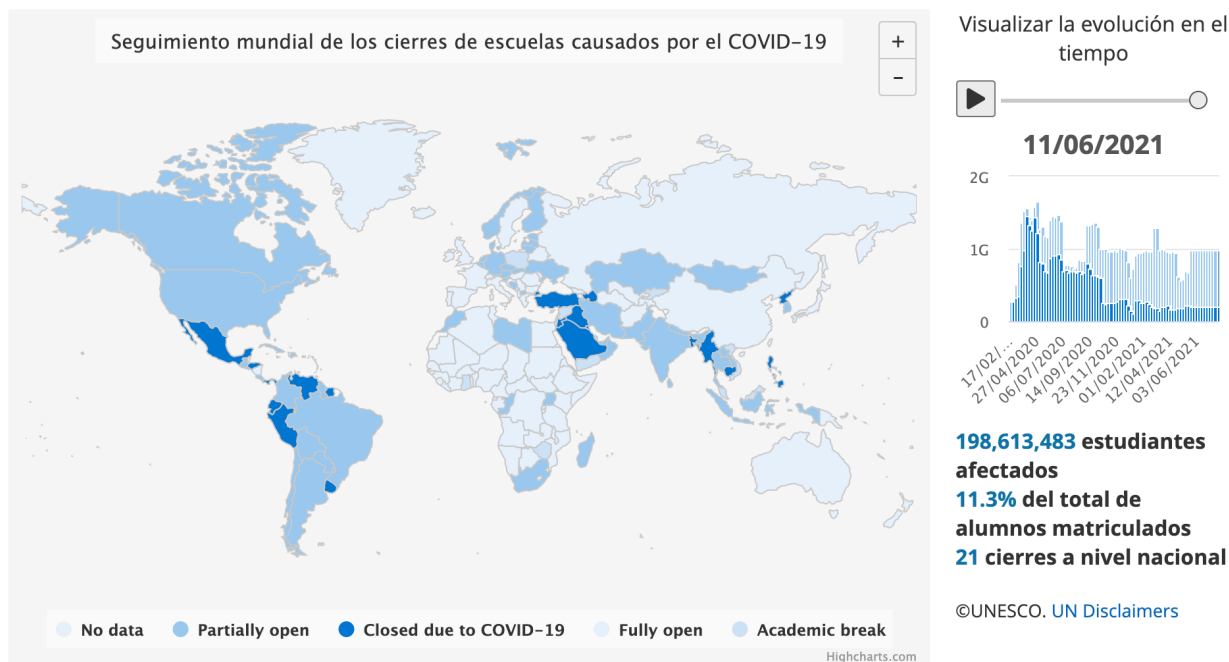 Seguimiento mundial de los cierres de escuelas causados por el COVID-19
+
−
No data
Partially open
Closed due to COVID-19
Fully open
Academic break
Highcharts.com
Visualizar la evolución en el
tiempo
11/06/2021
2G
1G
0
17/02/…
27/04/2020
06/07/2020
14/09/2020
23/11/2020
01/02/2021
12/04/2021
03/06/2021
198,613,483 estudiantes
afectados
11.3% del total de
alumnos matriculados
21 cierres a nivel nacional
©UNESCO. UN Disclaimers